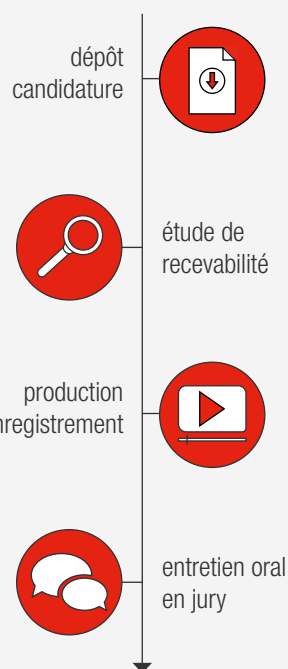 dépôt
candidature
étude de
recevabilité
production
nregistrement
entretien oral
en jury